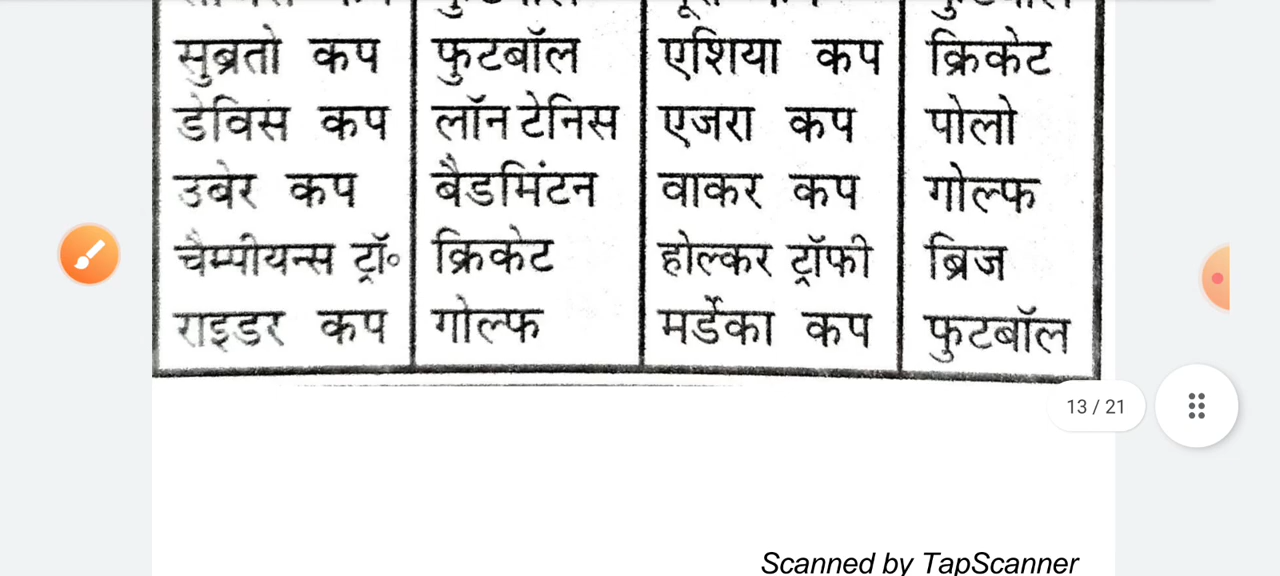 सुब्रतो कप फुटबॉल एशिया कप क्रिकेट
डेविस कप लॉन टेनिस एजरा कप पोलो
उबेर कप बैडमिंटन वाकर कप गोल्फ
चैम्पीयन्स ट्रॉ॰ क्रिकेट होल्कर ट्रॉफी ब्रिज
राइडर कप गोल्फ मर्डेका कप फुटबॉल
13 / 21
Scanned by TapScanner